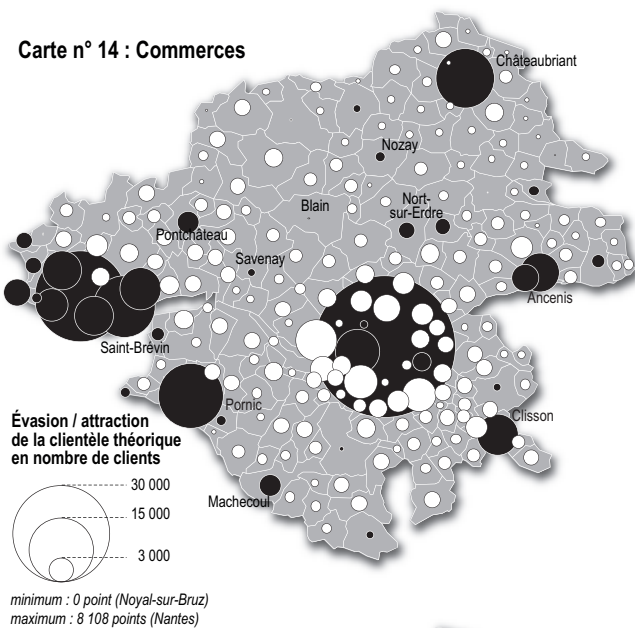 Carte n° 14 : Commerces
Châteaubriant
Nozay
Blain
Nort-
sur-Erdre
Pontchâteau
Savenay
Ancenis
Saint-Brévin
Pornic
Clisson
Machecoul
Évasion / attraction
de la clientèle théorique
en nombre de clients
30 000
15 000
3 000
minimum : 0 point (Noyal-sur-Bruz)
maximum : 8 108 points (Nantes)